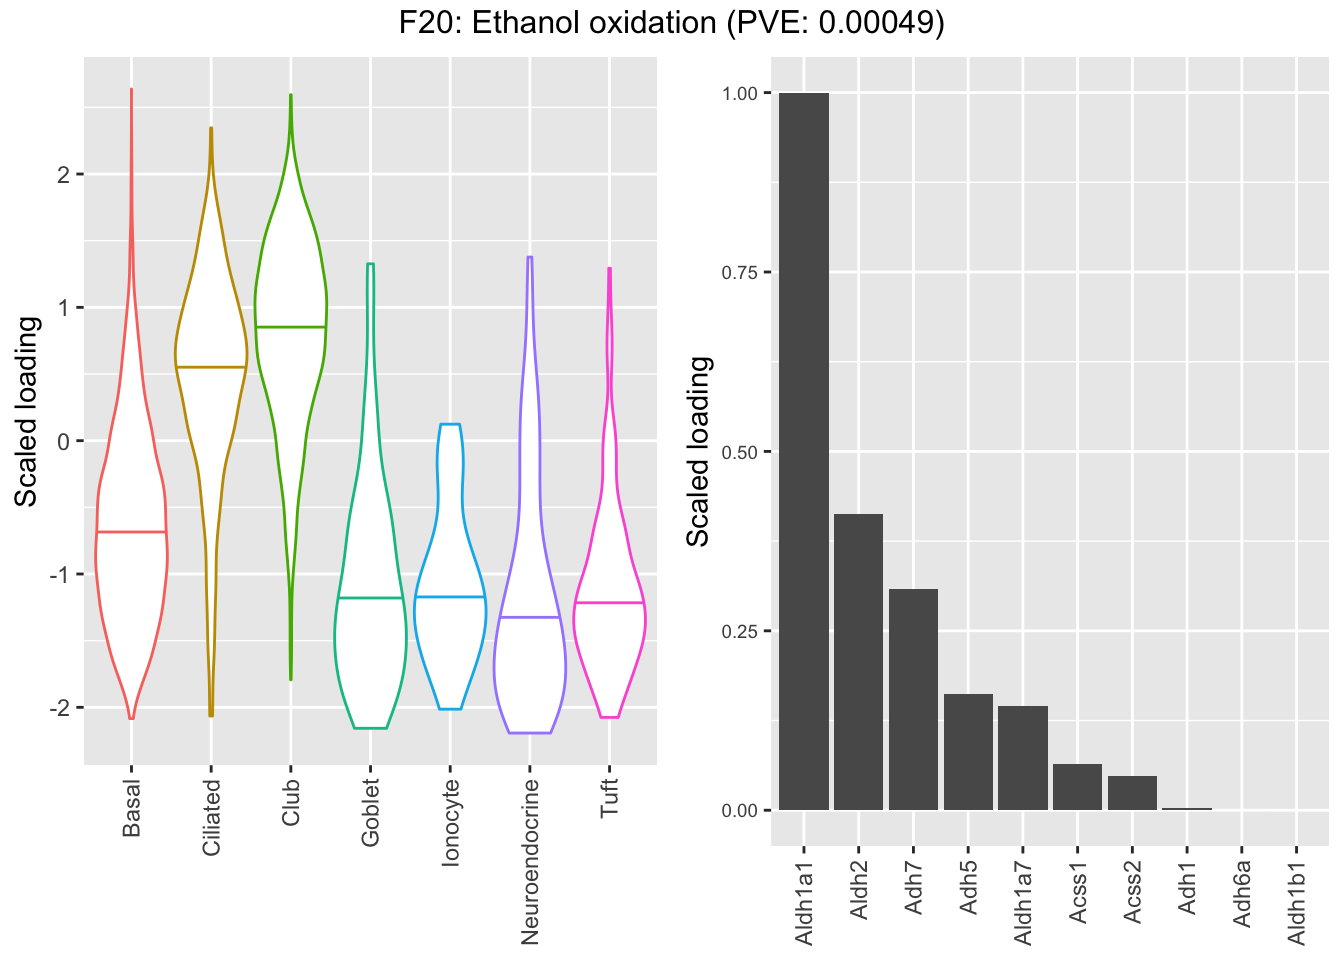 F20: Ethanol oxidation (PVE: 0.00049)
Scaled loading
2
1
0
-1
-2
Basal
Ciliated
Club
Goblet
Ionocyte
Neuroendocrine
Tuft
Scaled loading
1.00
0.75
0.50
0.25
0.00
Aldh1a1
Aldh2
Adh7
Adh5
Aldh1a7
Acss1
Acss2
Adh1
Adh6a
Aldh1b1